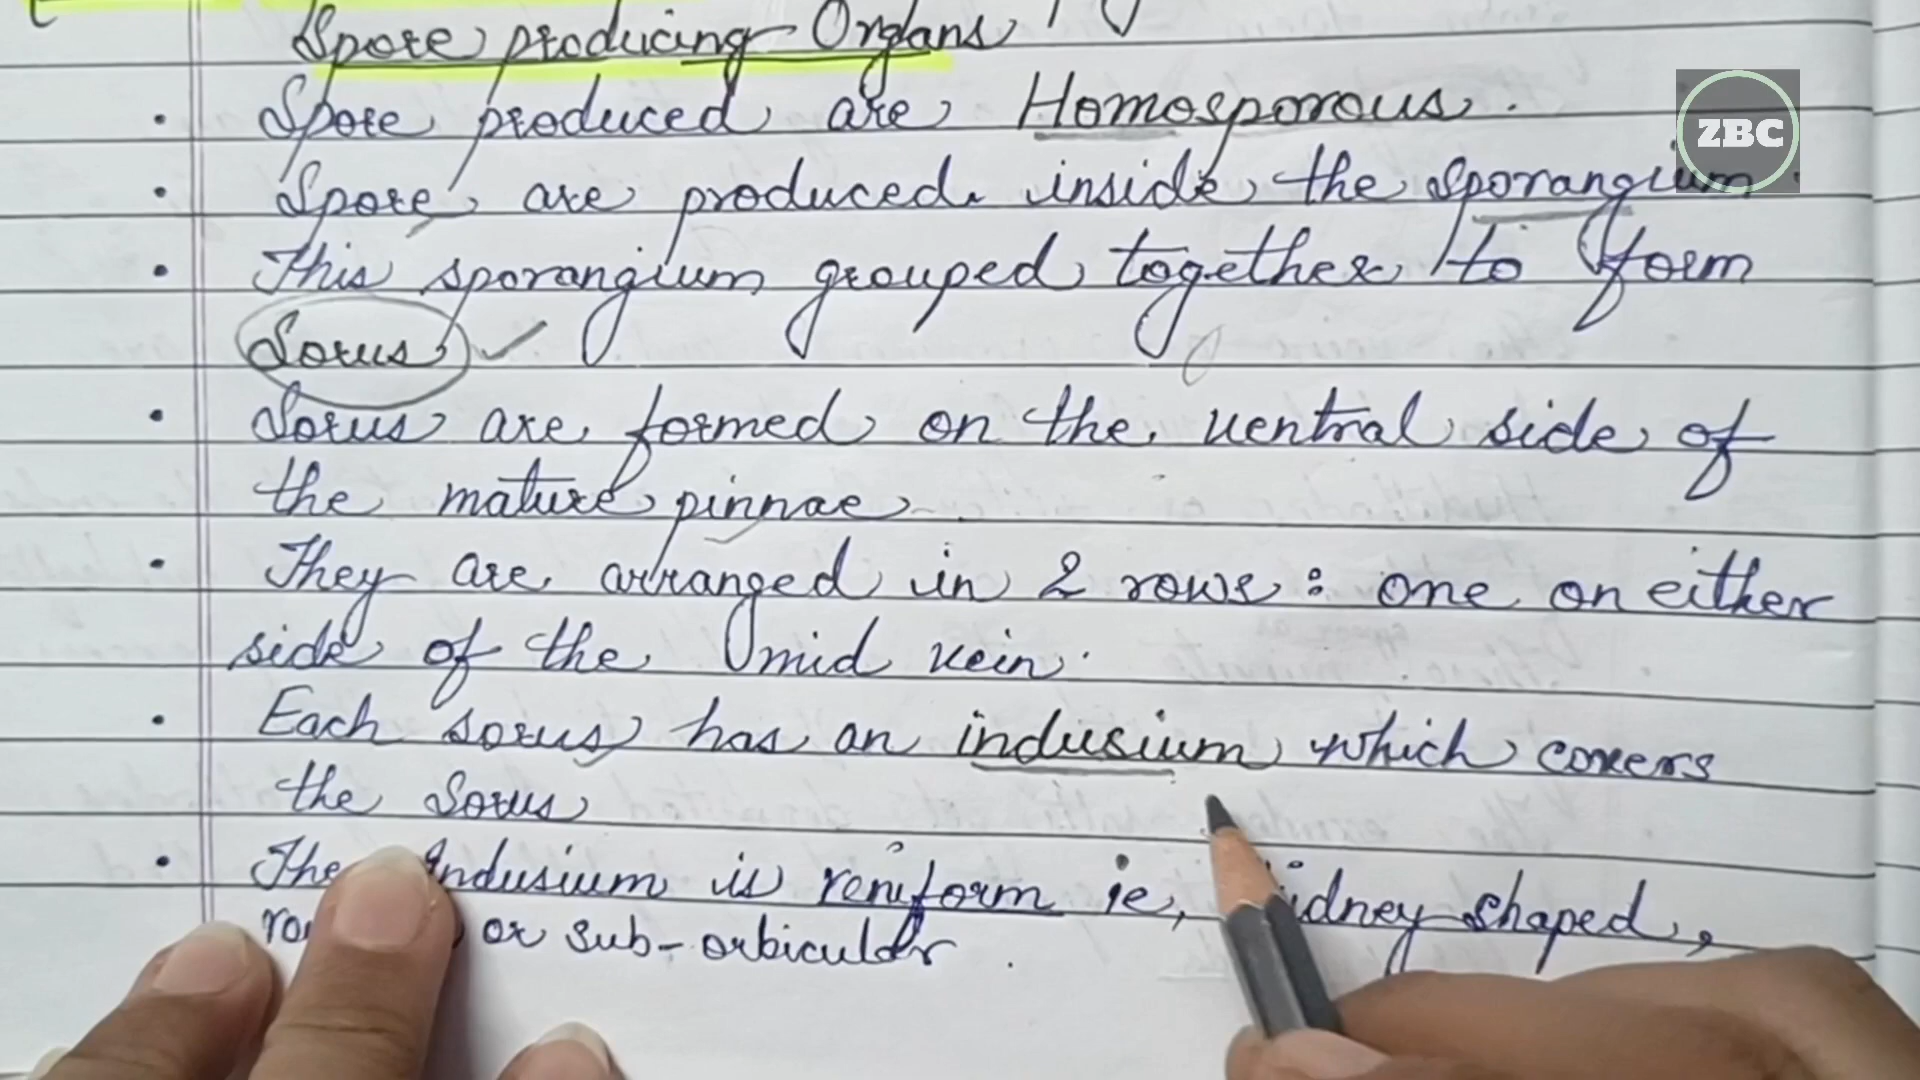 Spore producing Organs
Spore produced are Homosporous.
ZBC
Spore are produced inside the sporangium.
This sporangium grouped together to form
Sorus
Sorus are formed on the ventral side of
the mature pinnae
They are arranged in 2 rows: one on either
side of the mid vein.
Each sorus has an indusium which covers
the Sorus
The Indusium is reniform ie, kidney shaped,
or sub-orbicular.